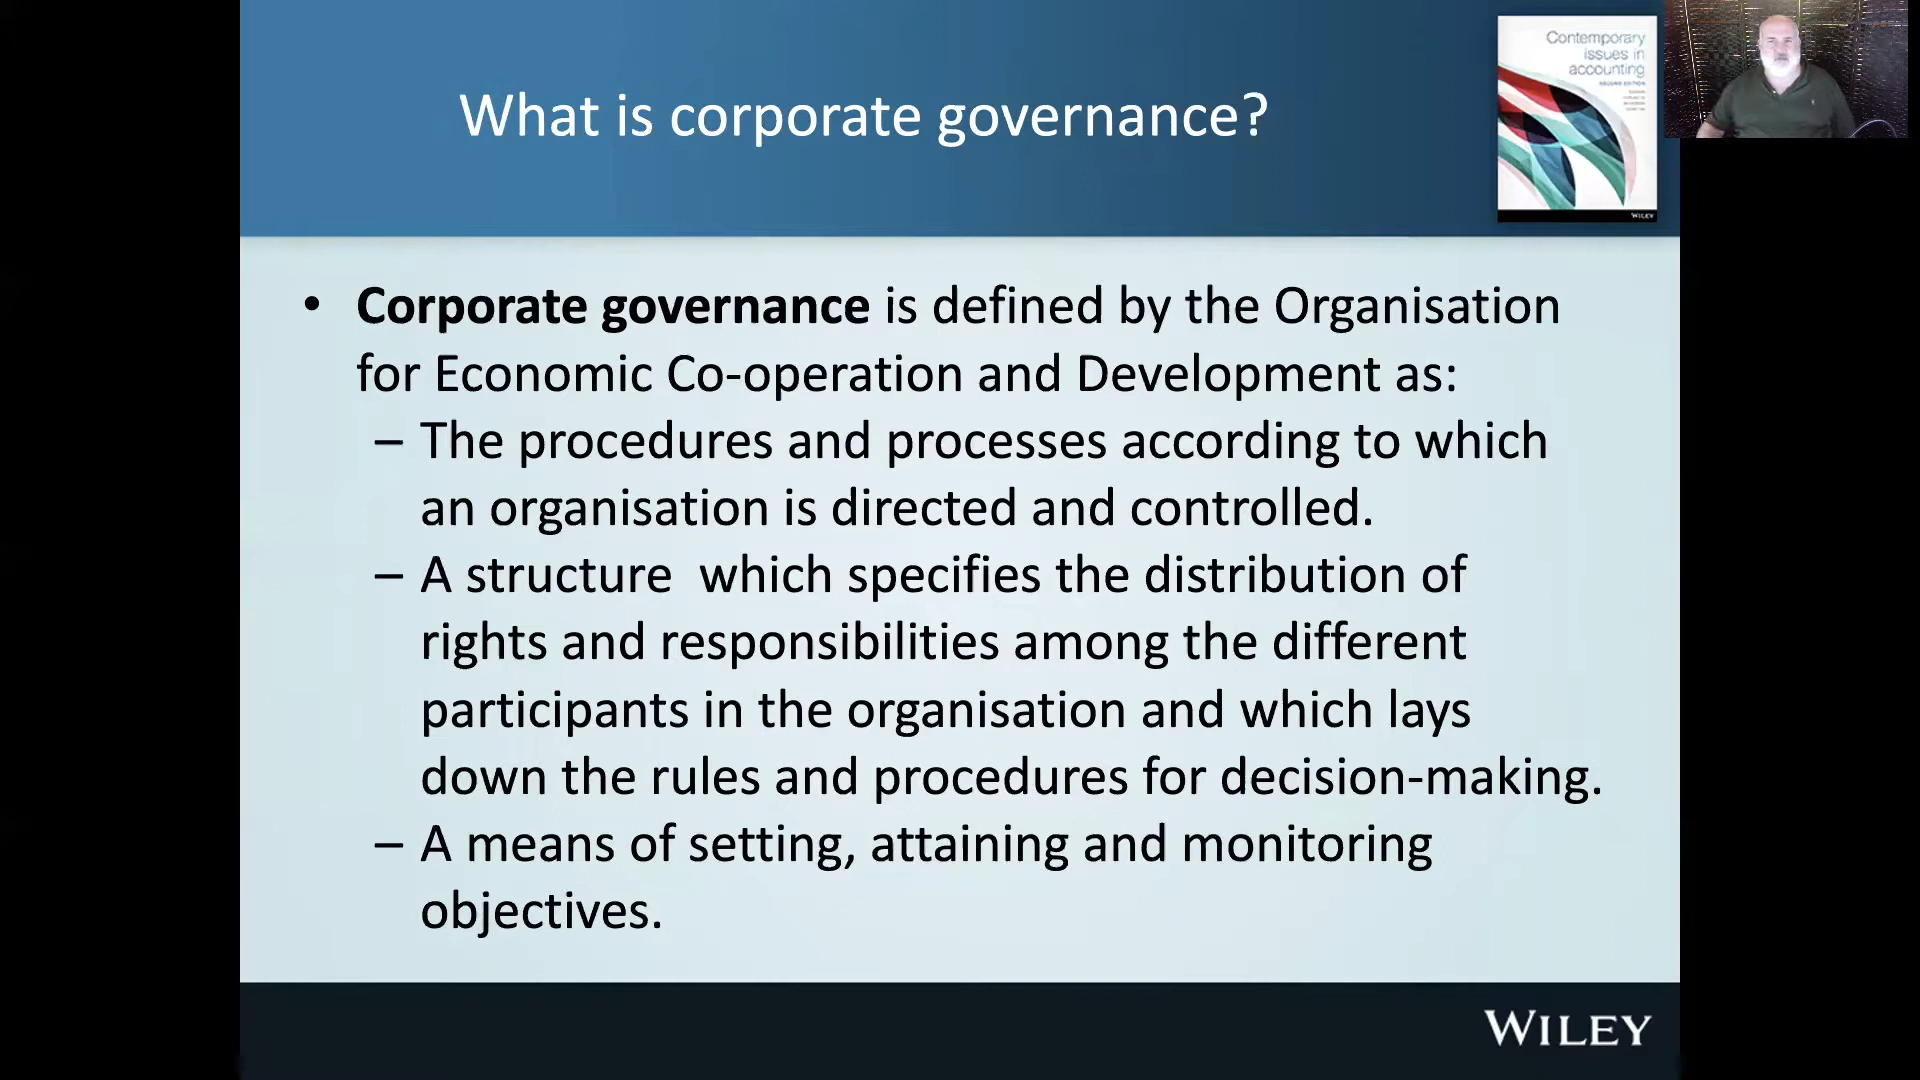 What is corporate governance?
Contemporary
issues in
accounting
SECOND EDITION
WILEY
• Corporate governance is defined by the Organisation
for Economic Co-operation and Development as:
– The procedures and processes according to which
an organisation is directed and controlled.
– A structure  which specifies the distribution of
rights and responsibilities among the different
participants in the organisation and which lays
down the rules and procedures for decision-making.
– A means of setting, attaining and monitoring
objectives.
WILEY